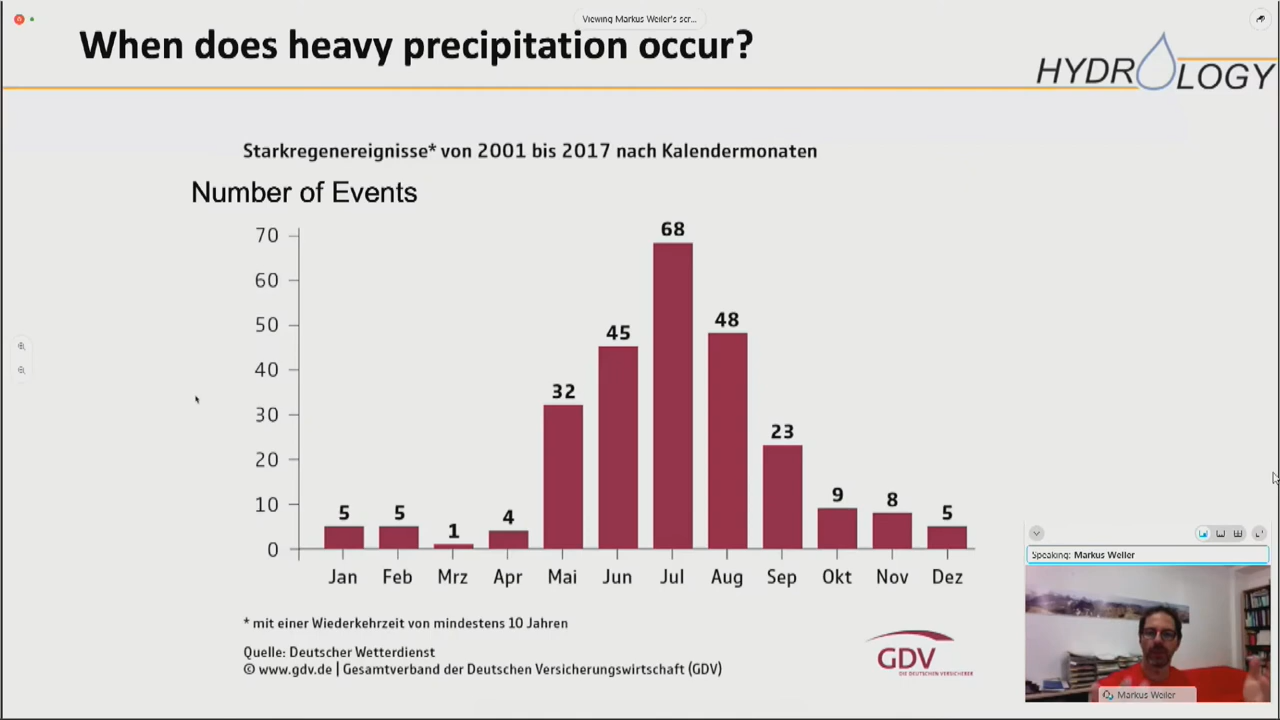 Viewing Markus Weiler's scr...
When does heavy precipitation occur?
HYDROLOGY
Starkregenereignisse* von 2001 bis 2017 nach Kalendermonaten
Number of Events
70
60
50
40
30
20
10
0
5
5
1
4
32
45
68
48
23
9
8
5
Jan Feb Mrz Apr Mai Jun Jul Aug Sep Okt Nov Dez
* mit einer Wiederkehrzeit von mindestens 10 Jahren
Quelle: Deutscher Wetterdienst
© www.gdv.de | Gesamtverband der Deutschen Versicherungswirtschaft (GDV)
GDV
DIE DEUTSCHEN VERSICHERER
Speaking: Markus Weiler
Markus Weiler